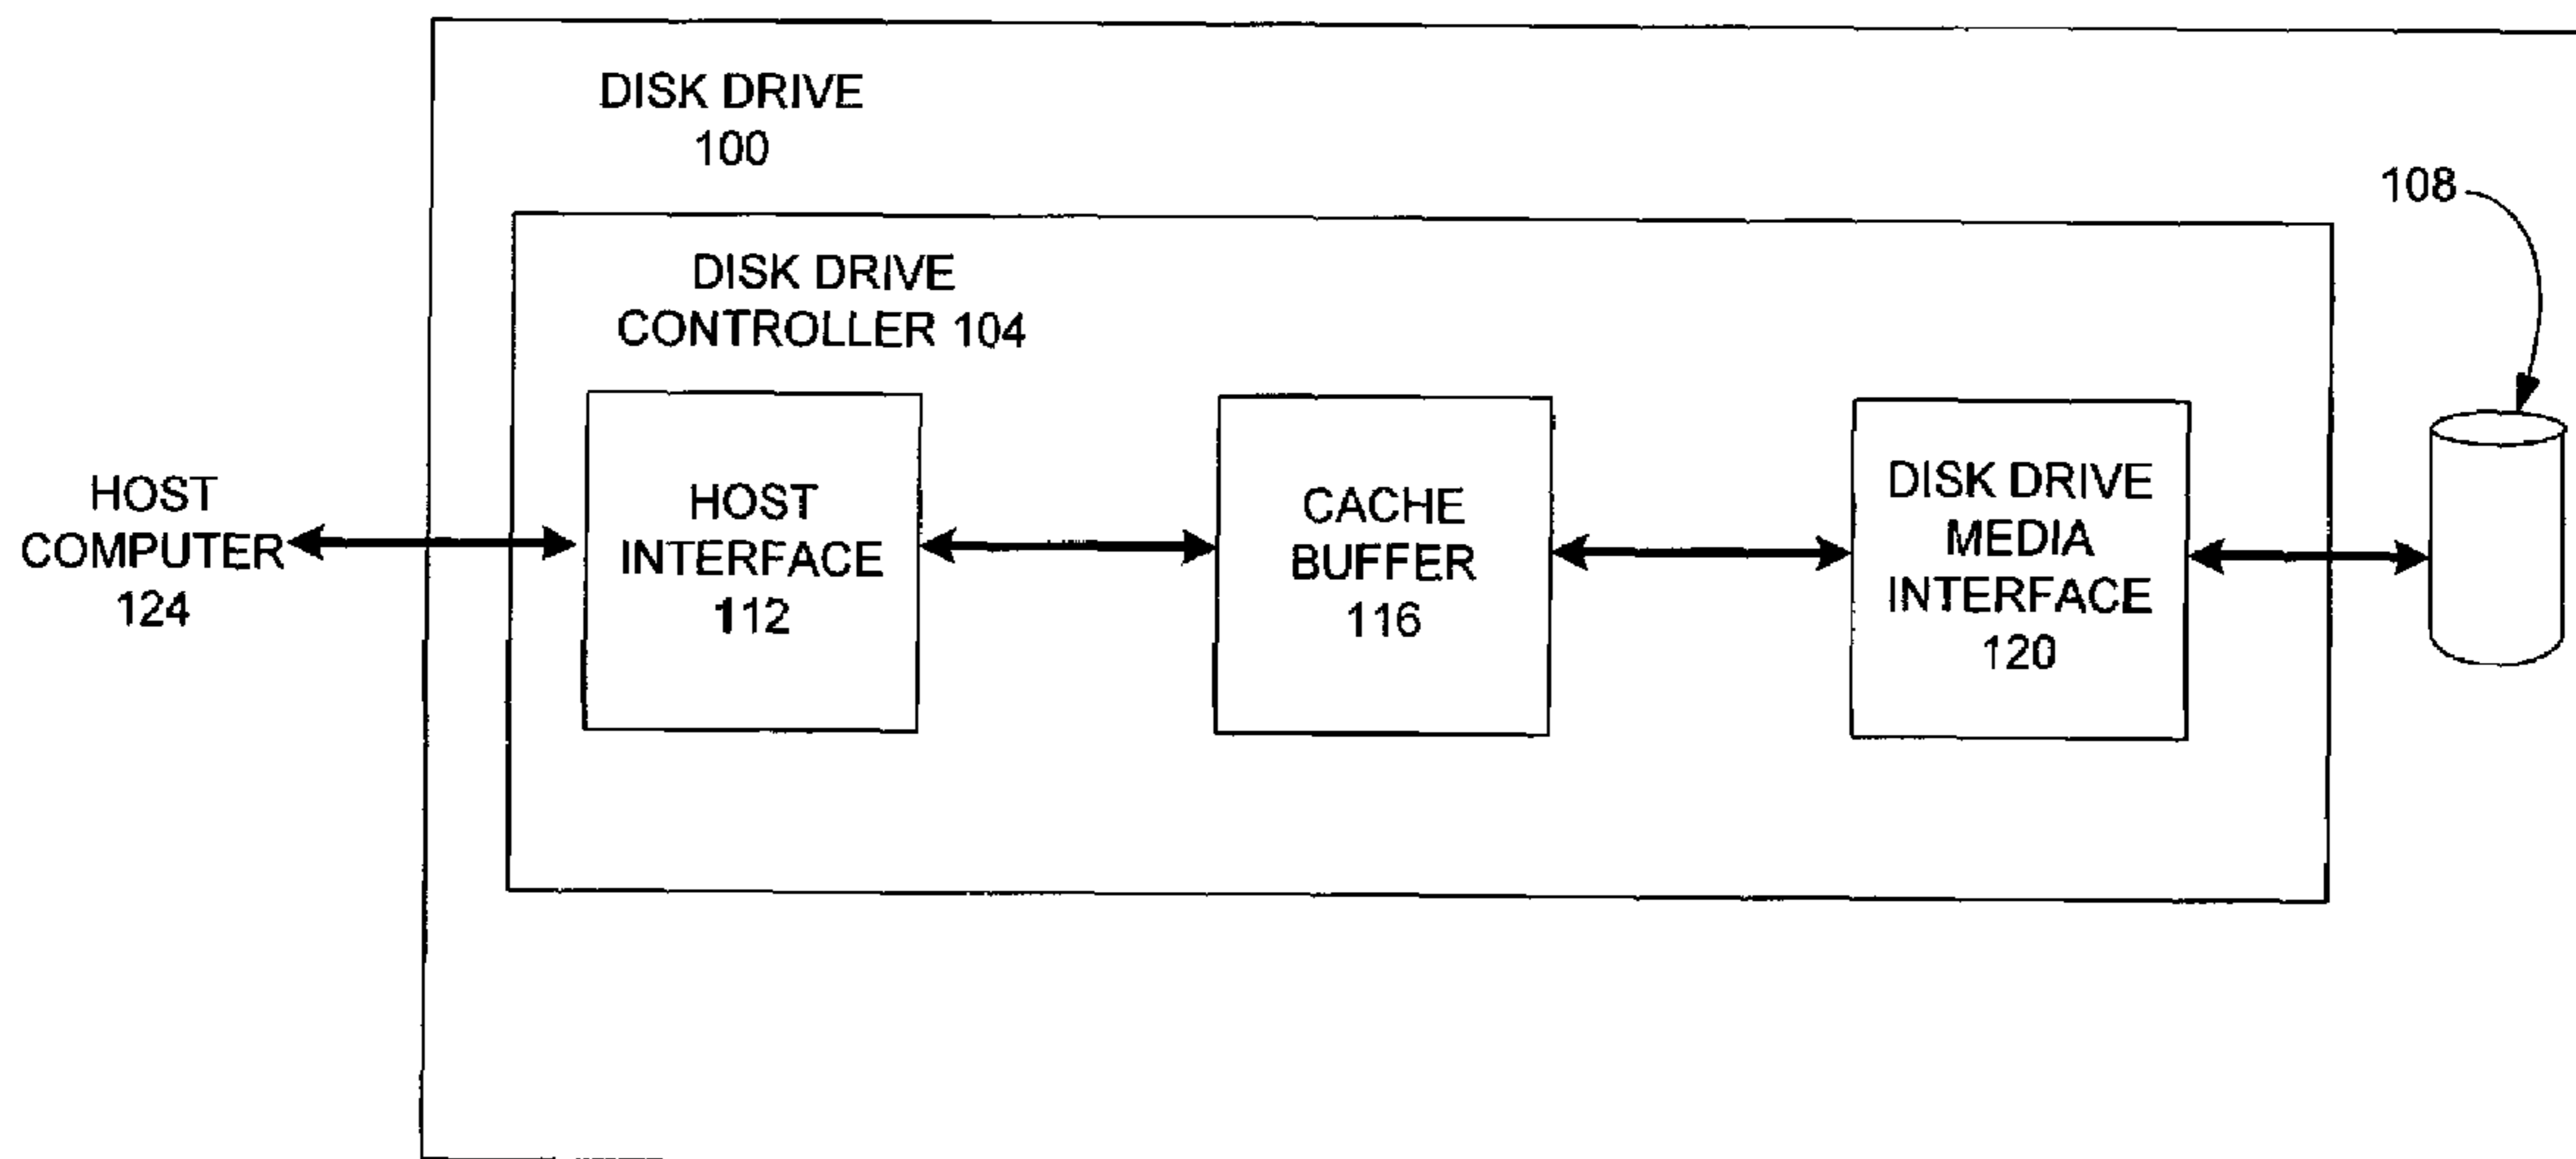 DISK DRIVE
100
108
DISK DRIVE
CONTROLLER 104
HOST
COMPUTER
124
HOST
INTERFACE
112
CACHE
BUFFER
116
DISK DRIVE
MEDIA
INTERFACE
120